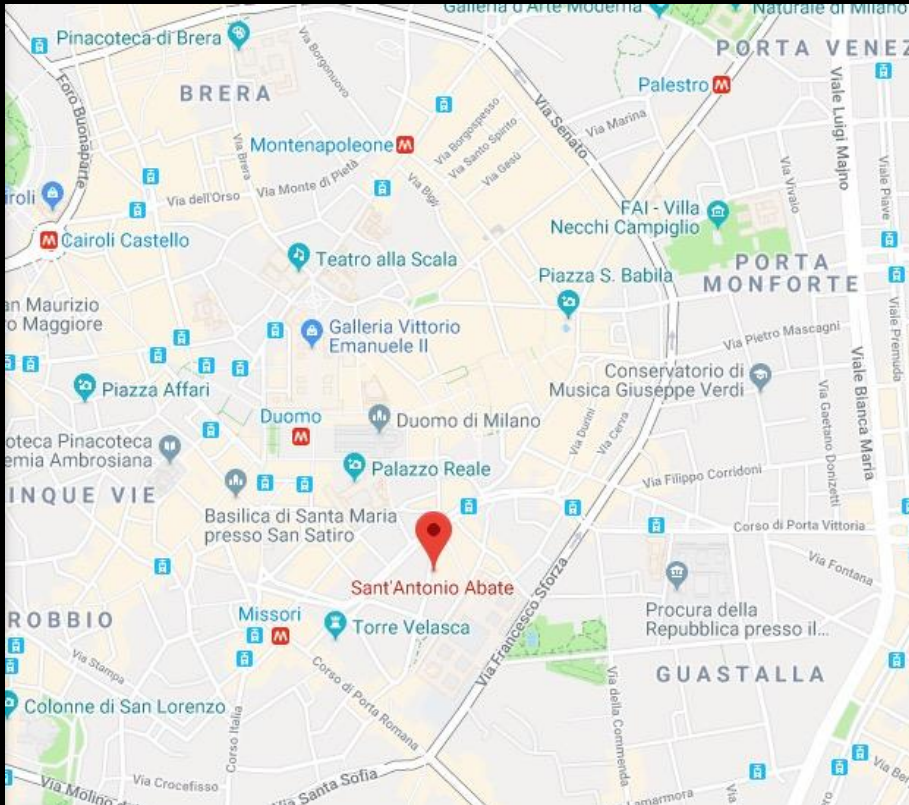 Galleria d'Arte Moderna
Naturale di Milano
Pinacoteca di Brera
Via Borgonuovo
PORTA VENEZ
BRERA
Palestro
Foro Buonaparte
Via Senato
Viale Luigi Majno
Via Borgospesso
Via Santo Spirito
Via Gesù
Via Marina
Montenapoleone
Via Brera
Via Monte di Pietà
Via Bigli
Via Vivaio
Viale Piave
iroli
Via dell'Orso
FAI - Villa
Necchi Campiglio
Cairoli Castello
Teatro alla Scala
Piazza S. Babila
PORTA
MONFORTE
an Maurizio
o Maggiore
Galleria Vittorio
Emanuele II
Via Pietro Mascagni
Viale Premuda
Piazza Affari
Conservatorio di
Musica Giuseppe Verdi
Viale Bianca Maria
Duomo
Duomo di Milano
Via Durini
Via Cerva
Via Gaetano Donizetti
oteca Pinacoteca
emia Ambrosiana
Palazzo Reale
Via Filippo Corridoni
INQUE VIE
Basilica di Santa Maria
presso San Satiro
Corso di Porta Vittoria
Via Fontana
Sant'Antonio Abate
Via Francesco Sforza
ROBBIO
Missori
Torre Velasca
Procura della
Repubblica presso il...
Via Stampa
GUASTALLA
Colonne di San Lorenzo
Corso Italia
Corso di Porta Romana
Via della Commenda
Via Crocefisso
Via Santa Sofia
Via Molino de
Lamarmora
Via Ber